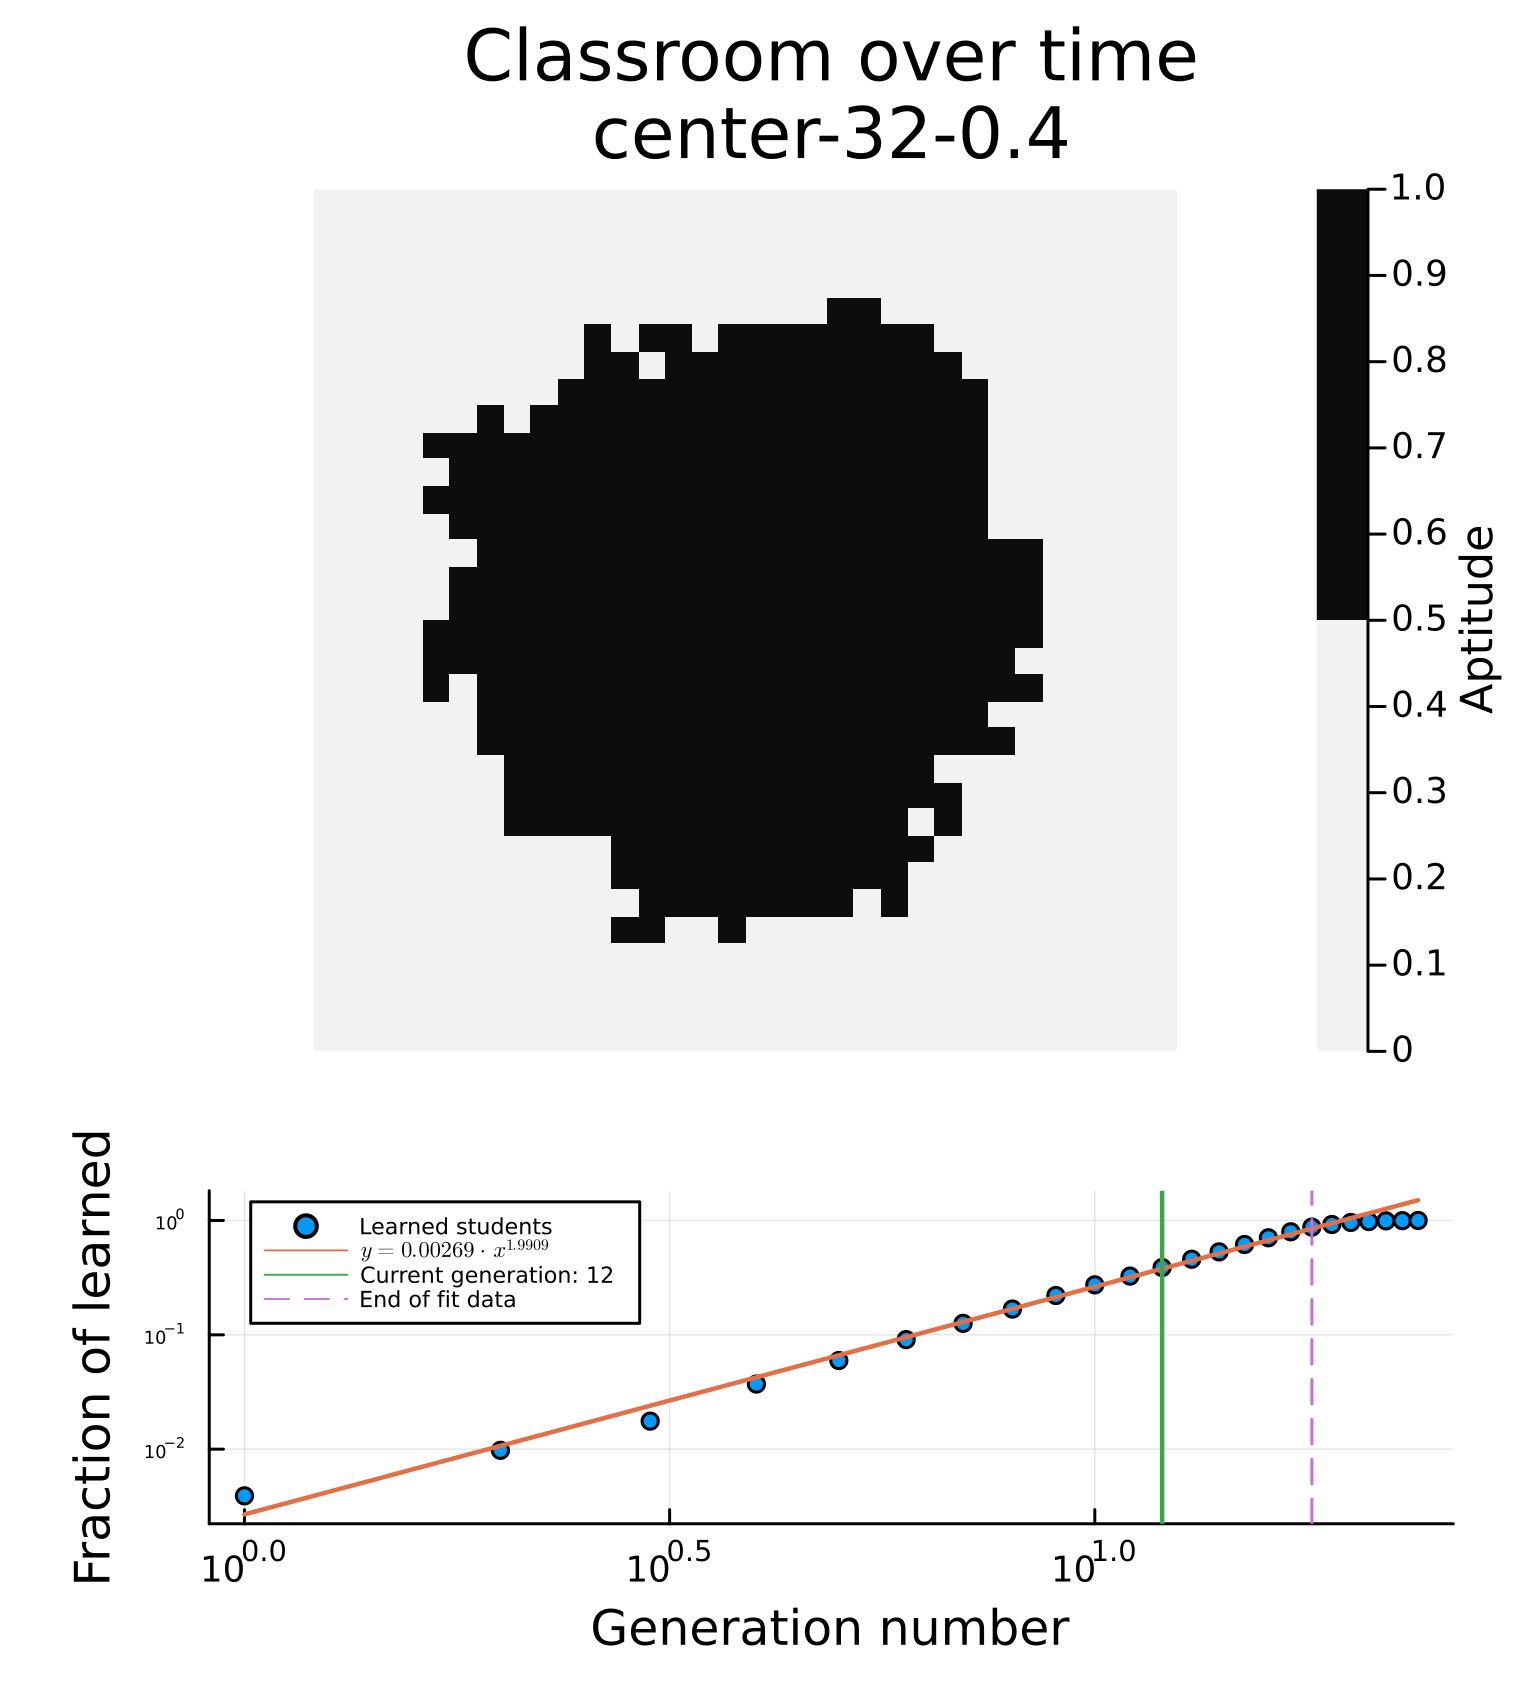 Classroom over time
center-32-0.4
1.0
0.9
0.8
0.7
0.6
0.5
0.4
0.3
0.2
0.1
0
Aptitude
Fraction of learned
10⁰
10⁻¹
10⁻²
Learned students
y = 0.00269 · x^1.9909
Current generation: 12
End of fit data
10^0.0
10^0.5
10^1.0
Generation number